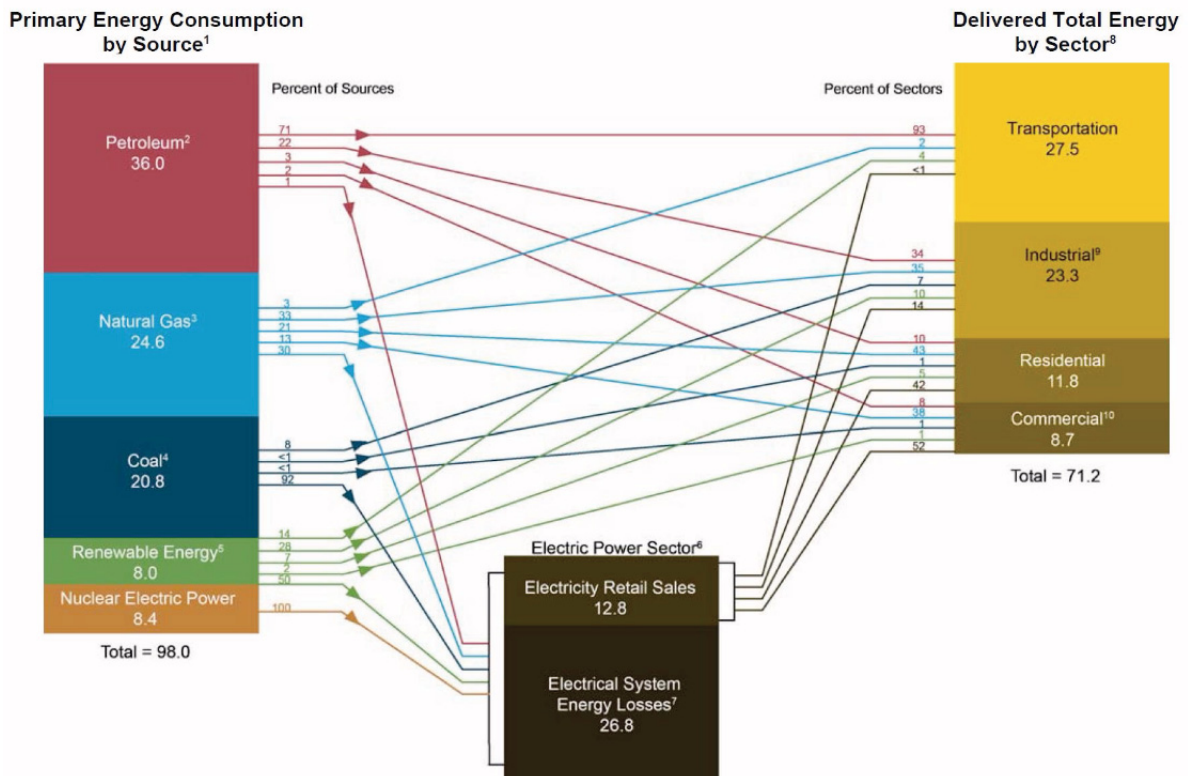 Primary Energy Consumption
by Source¹
Delivered Total Energy
by Sector⁸
Percent of Sources
Percent of Sectors
Petroleum²
36.0
71
22
3
2
1
Natural Gas³
24.6
3
33
21
13
30
Coal⁴
20.8
8
<1
<1
92
Renewable Energy⁵
8.0
14
28
7
2
50
Nuclear Electric Power
8.4
100
Total = 98.0
Electric Power Sector⁶
Electricity Retail Sales
12.8
Electrical System
Energy Losses⁷
26.8
93
2
4
<1
Transportation
27.5
34
35
7
10
14
Industrial⁹
23.3
10
43
1
5
42
Residential
11.8
8
38
1
1
52
Commercial¹⁰
8.7
Total = 71.2